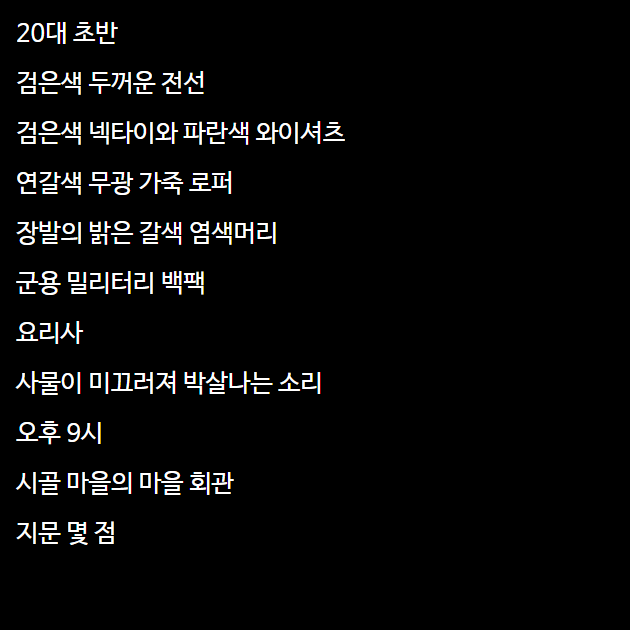 20대 초반
검은색 두꺼운 전선
검은색 넥타이와 파란색 와이셔츠
연갈색 무광 가죽 로퍼
장발의 밝은 갈색 염색머리
군용 밀리터리 백팩
요리사
사물이 미끄러져 박살나는 소리
오후 9시
시골 마을의 마을 회관
지문 몇 점